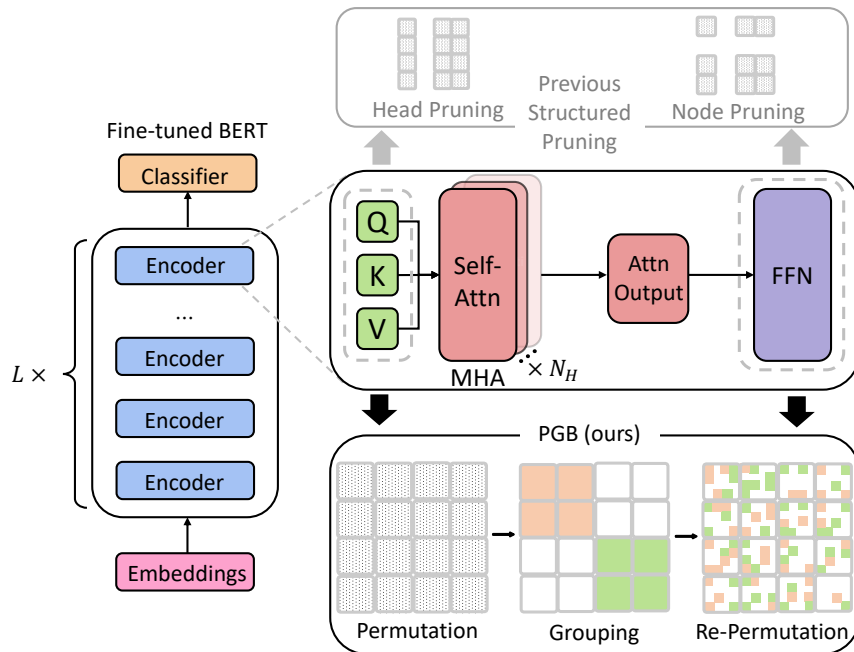 Head Pruning
Previous
Structured
Pruning
Node Pruning
Fine-tuned BERT
Classifier
Encoder
...
Encoder
Encoder
Encoder
L ×
Embeddings
Q
K
V
Self-
Attn
MHA
× N_H
Attn
Output
FFN
PGB (ours)
Permutation
Grouping
Re-Permutation